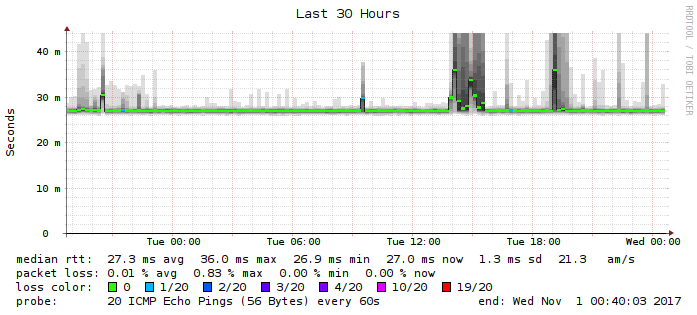 Last 30 Hours
RRDTOOL / TOBI OETIKER
Seconds
40 m
30 m
20 m
10 m
0
Tue 00:00 Tue 06:00 Tue 12:00 Tue 18:00 Wed 00:00
median rtt: 27.3 ms avg 36.0 ms max 26.9 ms min 27.0 ms now 1.3 ms sd 21.3 am/s
packet loss: 0.01 % avg 0.83 % max 0.00 % min 0.00 % now
loss color: 0 1/20 2/20 3/20 4/20 10/20 19/20
probe: 20 ICMP Echo Pings (56 Bytes) every 60s end: Wed Nov 1 00:40:03 2017